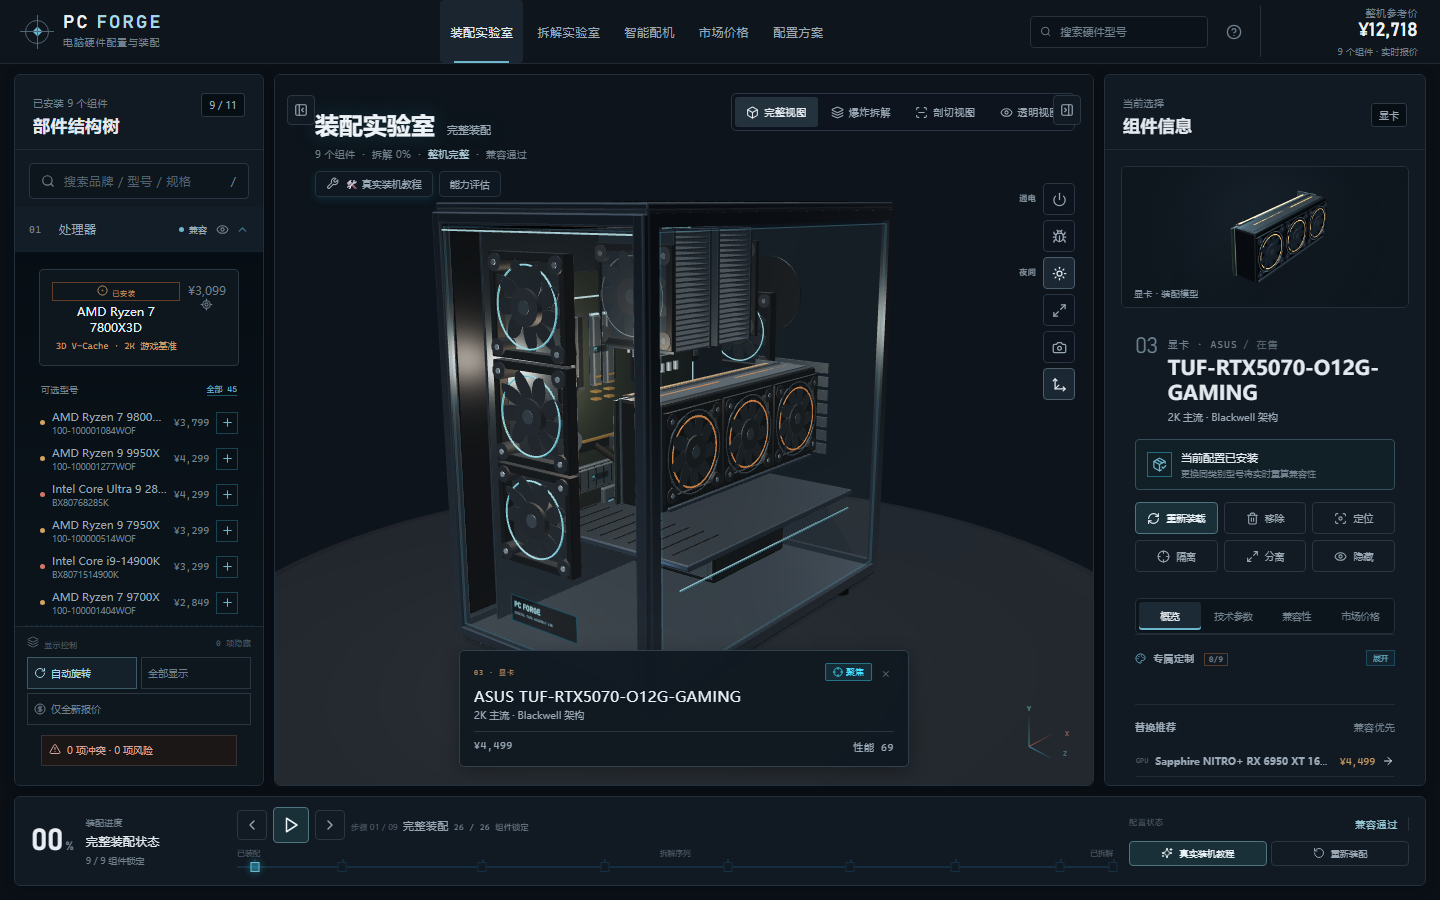 PC FORGE
电脑硬件配置与装配
装配实验室
拆解实验室
智能配机
市场价格
配置方案
搜索硬件型号
整机参考价
¥12,718
9 个组件 · 实时报价
已安装 9 个组件
部件结构树
9 / 11
搜索品牌 / 型号 / 规格
/
01 处理器
兼容
已安装
¥3,099
AMD Ryzen 7
7800X3D
3D V-Cache · 2K 游戏基准
可选型号
全部 45
AMD Ryzen 7 9800...
100-100001084WOF
¥3,799
AMD Ryzen 9 9950X
100-100001277WOF
¥4,299
Intel Core Ultra 9 28...
BX80768285K
¥4,299
AMD Ryzen 9 7950X
100-100000514WOF
¥3,299
Intel Core i9-14900K
BX8071514900K
¥3,299
AMD Ryzen 7 9700X
100-100001404WOF
¥2,849
显示控制
0 项隐藏
自动旋转
全部显示
仅全新报价
0 项冲突 · 0 项风险
装配实验室 完整装配
9 个组件 · 拆解 0% · 整机完整 · 兼容通过
真实装机教程
能力评估
完整视图
爆炸拆解
剖切视图
透明视图
通电
夜间
PC FORGE
03 · 显卡
聚焦
×
ASUS TUF-RTX5070-O12G-GAMING
2K 主流 · Blackwell 架构
¥4,499
性能 69
Y
X
Z
当前选择
组件信息
显卡
显卡 · 装配模型
03
显卡 · ASUS / 在售
TUF-RTX5070-O12G-
GAMING
2K 主流 · Blackwell 架构
当前配置已安装
更换同类别型号将实时重算兼容性
重新装载
移除
定位
隔离
分离
隐藏
概览
技术参数
兼容性
市场价格
专属定制
0/9
展开
替换推荐
兼容优先
GPU Sapphire NITRO+ RX 6950 XT 16... ¥4,499
00%
装配进度
完整装配状态
9 / 9 组件锁定
步骤 01 / 09 完整装配 26 / 26 组件锁定
已装配
拆解序列
已拆解
配置状态
兼容通过
真实装机教程
重新装配